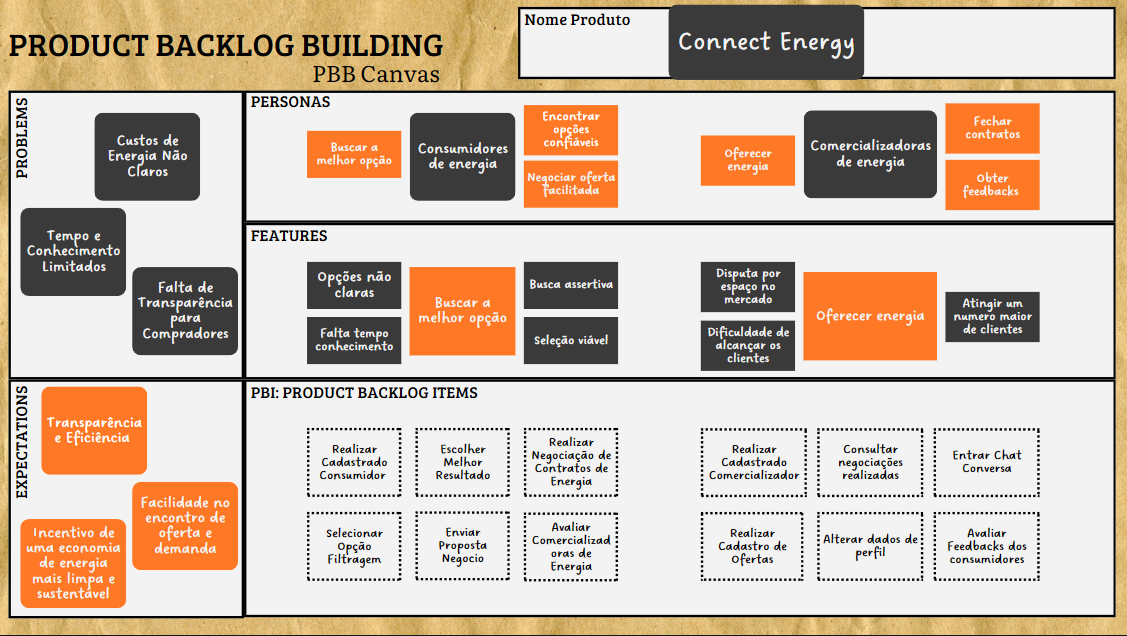 PRODUCT BACKLOG BUILDING
PBB Canvas
Nome Produto
Connect Energy
PROBLEMS
Custos de
Energia Não
Claros
Tempo e
Conhecimento
Limitados
Falta de
Transparência
para
Compradores
PERSONAS
Buscar a
melhor opção
Consumidores
de energia
Encontrar
opções
confiáveis
Negociar oferta
facilitada
Oferecer
energia
Comercializadoras
de energia
Fechar
contratos
Obter
feedbacks
FEATURES
Opções não
claras
Falta tempo
conhecimento
Buscar a
melhor opção
Busca assertiva
Seleção viável
Disputa por
espaço no
mercado
Dificuldade de
alcançar os
clientes
Oferecer energia
Atingir um
numero maior
de clientes
EXPECTATIONS
Transparência
e Eficiência
Facilidade no
encontro de
oferta e
demanda
Incentivo de
uma economia
de energia
mais limpa e
sustentável
PBI: PRODUCT BACKLOG ITEMS
Realizar
Cadastrado
Consumidor
Escolher
Melhor
Resultado
Realizar
Negociação de
Contratos de
Energia
Realizar
Cadastrado
Comercializador
Consultar
negociações
realizadas
Entrar Chat
Conversa
Selecionar
Opção
Filtragem
Enviar
Proposta
Negocio
Avaliar
Comercializad
oras de
Energia
Realizar
Cadastro de
Ofertas
Alterar dados de
perfil
Avaliar
Feedbacks dos
consumidores